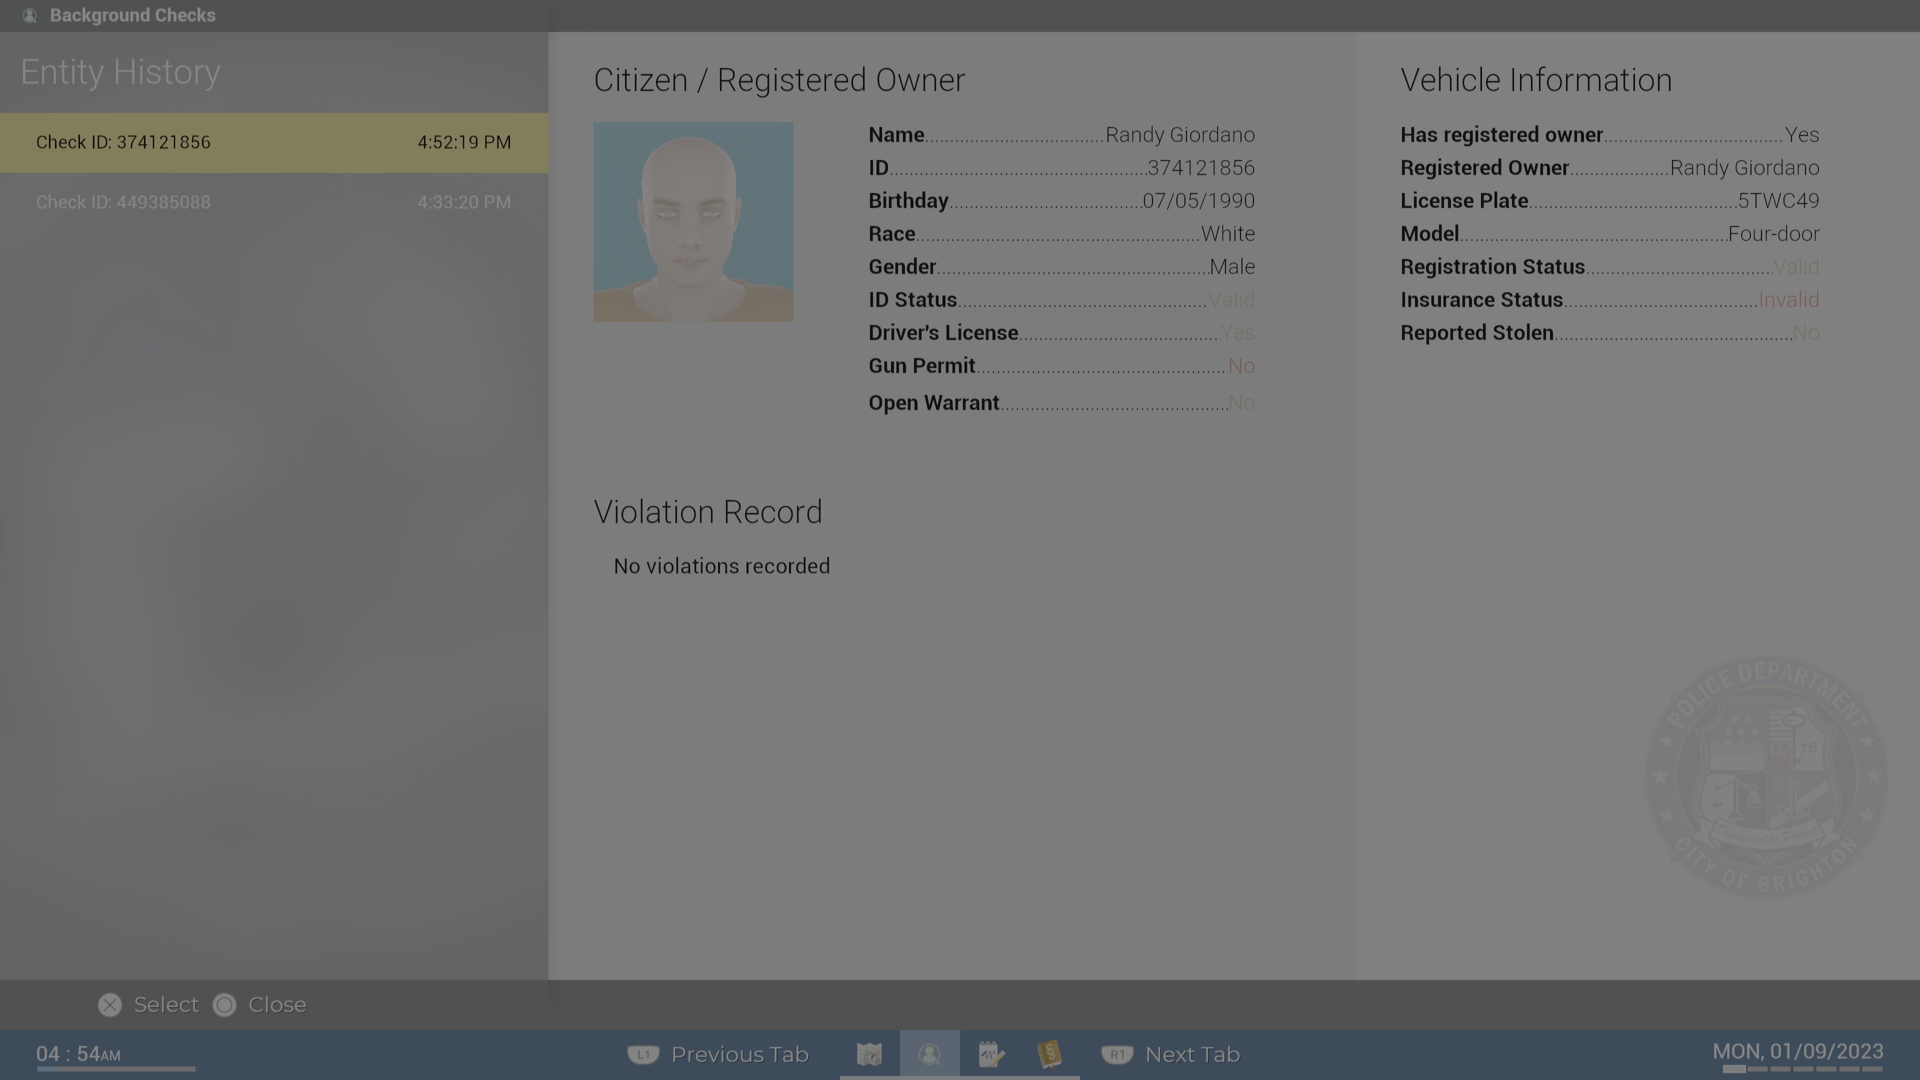 Background Checks
Entity History
Check ID: 374121856 4:52:19 PM
Check ID: 449385088 4:33:20 PM
Citizen / Registered Owner
Name Randy Giordano
ID 374121856
Birthday 07/05/1990
Race White
Gender Male
ID Status Valid
Driver's License Yes
Gun Permit No
Open Warrant No
Violation Record
No violations recorded
Vehicle Information
Has registered owner Yes
Registered Owner Randy Giordano
License Plate 5TWC49
Model Four-door
Registration Status Valid
Insurance Status Invalid
Reported Stolen No
POLICE DEPARTMENT
17 76
CITY OF BRIGHTON
Select Close
04 : 54AM
L1 Previous Tab
§
R1 Next Tab
MON, 01/09/2023